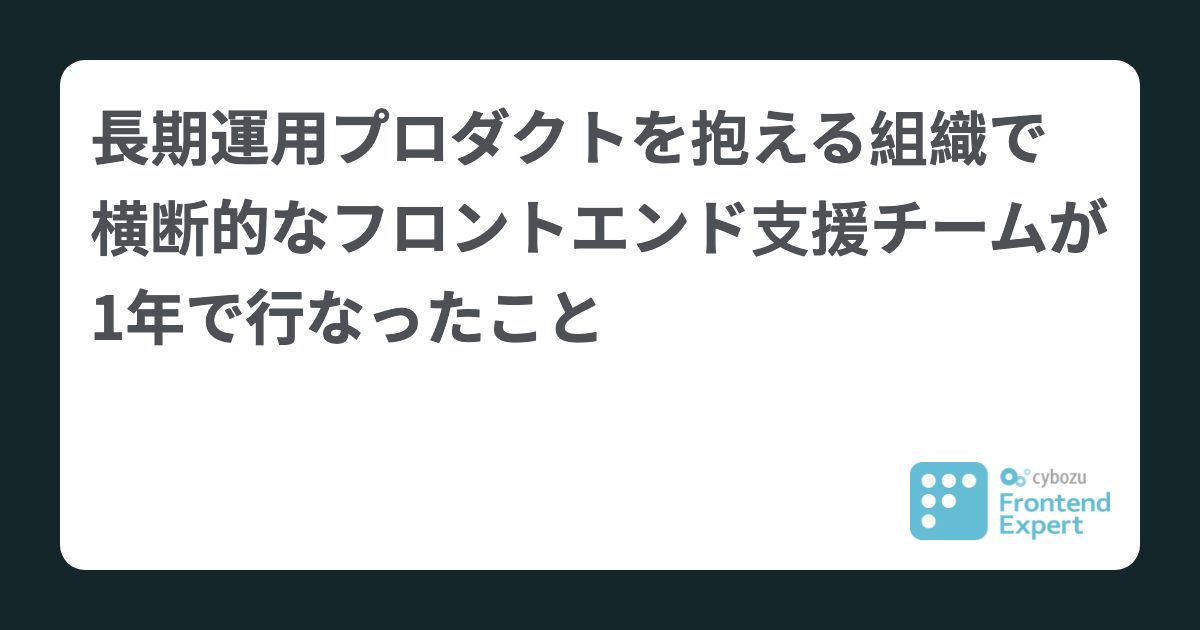 長期運用プロダクトを抱える組織で
横断的なフロントエンド支援チームが
1年で行なったこと
cybozu
Frontend
Expert